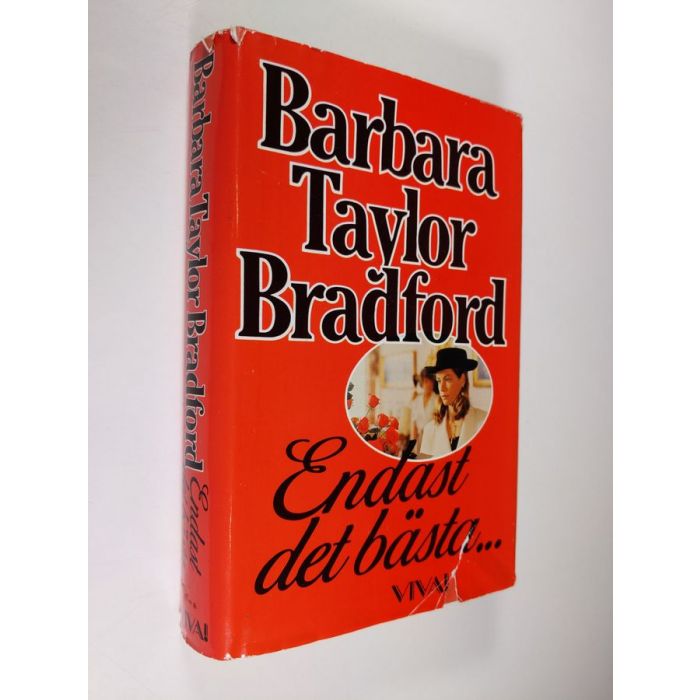 Barbara
Taylor
Bradford
Endast
det bästa...
VIVA!
Barbara Taylor Bradford
Endast
VIVA!